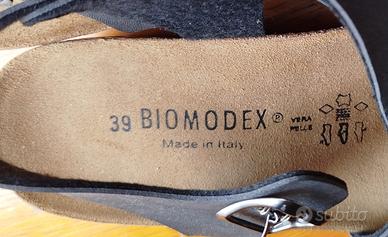 39 BIOMODEX®
VERA
PELLE
Made in Italy
subito